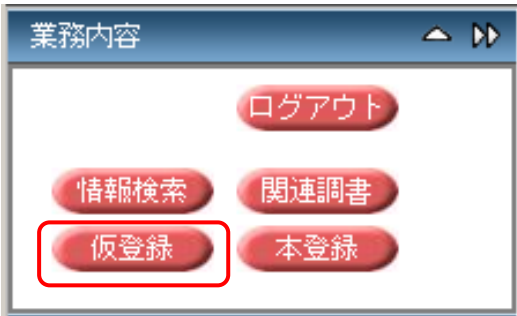 業務内容
ログアウト
情報検索 関連調書
仮登録 本登録